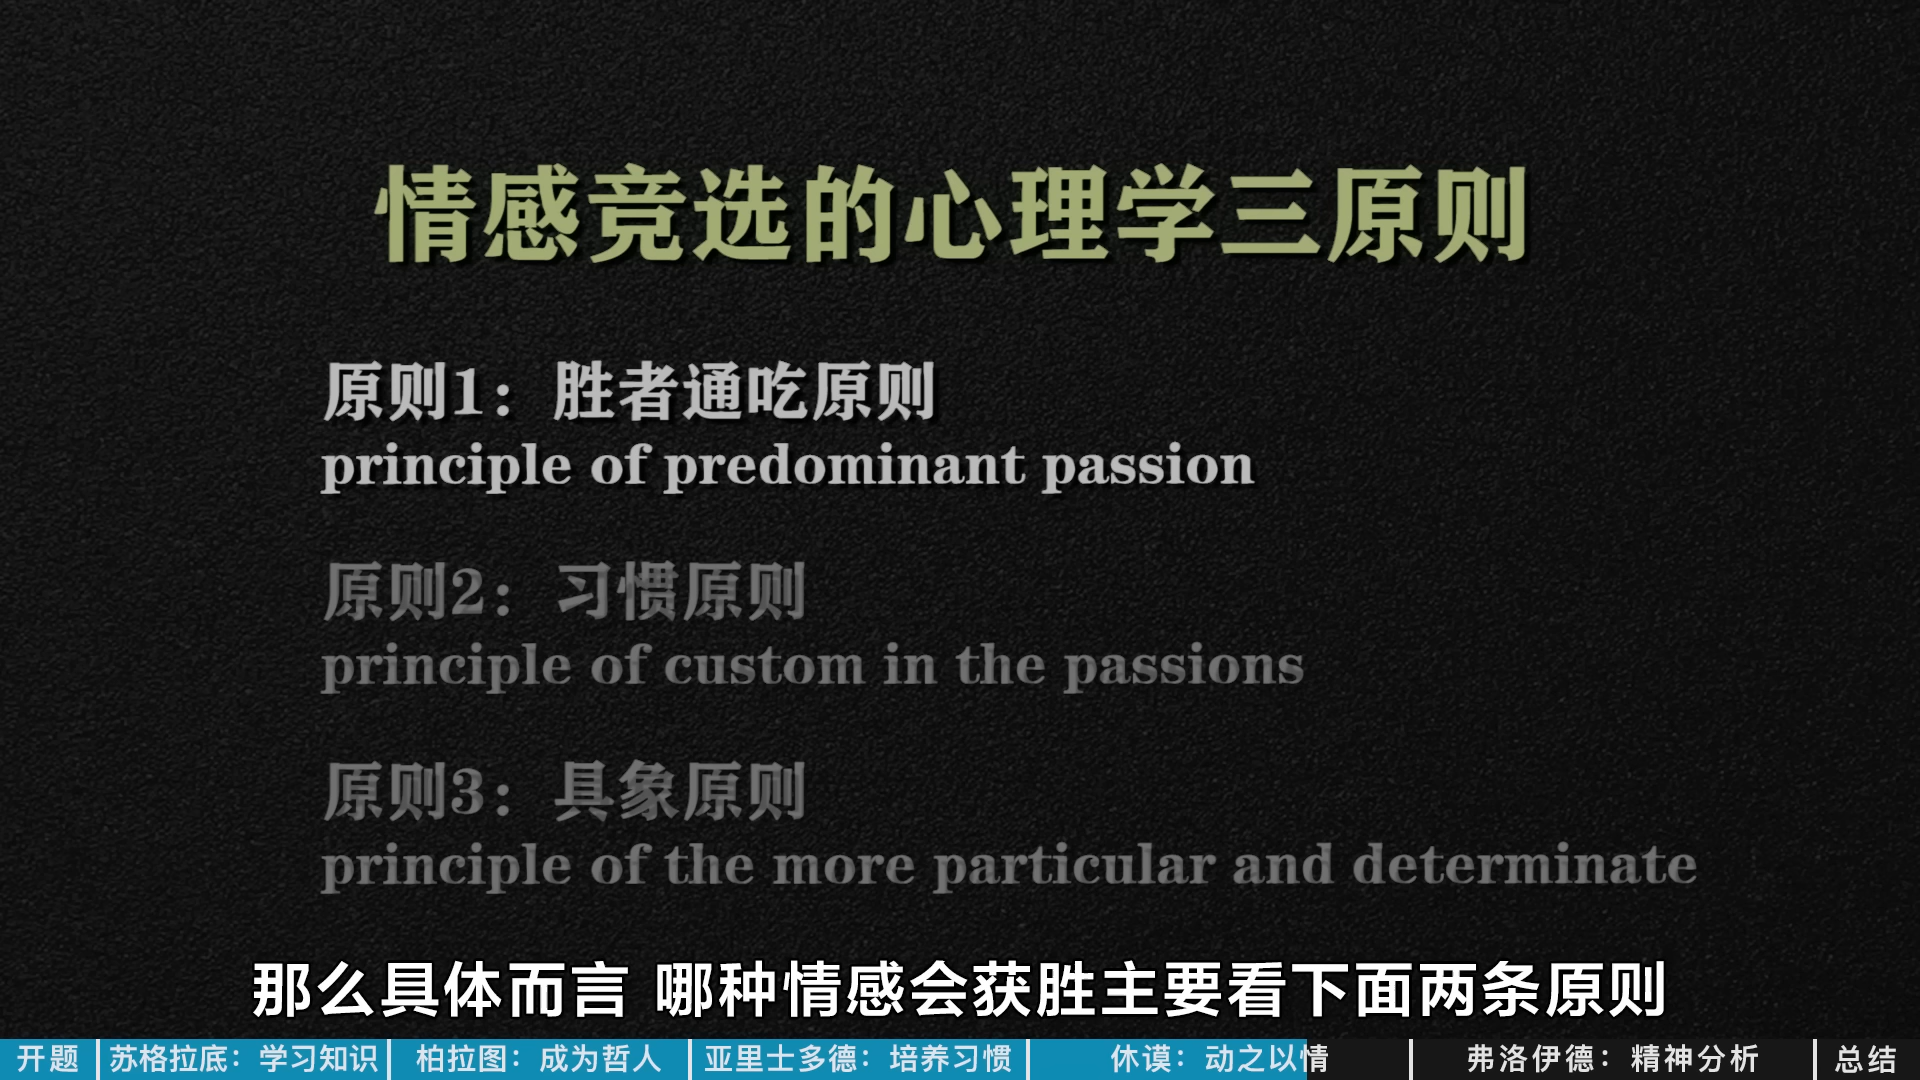 情感竞选的心理学三原则
原则1：胜者通吃原则
principle of predominant passion
原则2：习惯原则
principle of custom in the passions
原则3：具象原则
principle of the more particular and determinate
那么具体而言 哪种情感会获胜主要看下面两条原则
开题 苏格拉底：学习知识 柏拉图：成为哲人 亚里士多德：培养习惯 休谟：动之以情 弗洛伊德：精神分析 总结